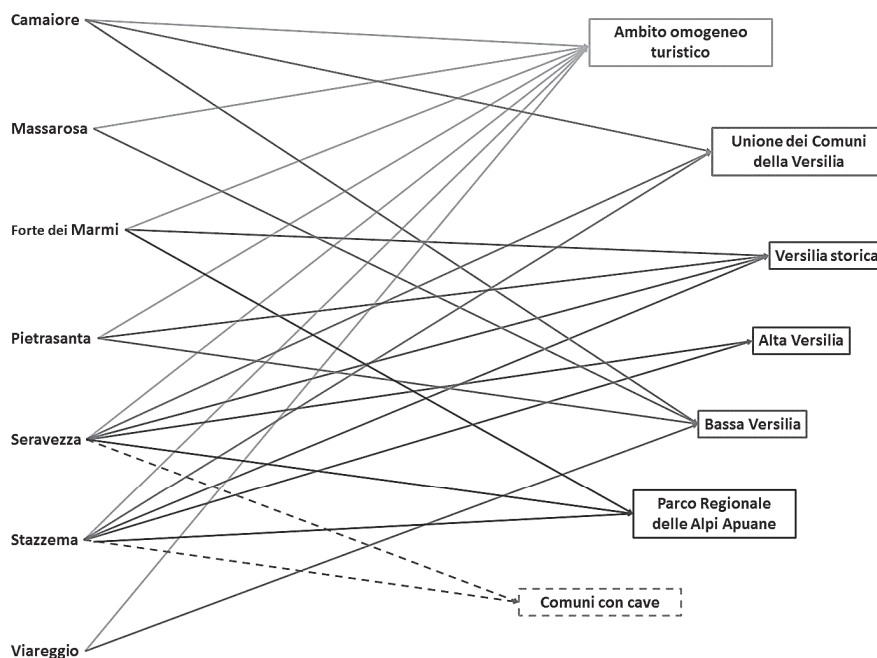 Camaiore
Massarosa
Forte dei Marmi
Pietrasanta
Seravezza
Stazzema
Viareggio
Ambito omogeneo
turistico
Unione dei Comuni
della Versilia
Versilia storica
Alta Versilia
Bassa Versilia
Parco Regionale
delle Alpi Apuane
Comuni con cave